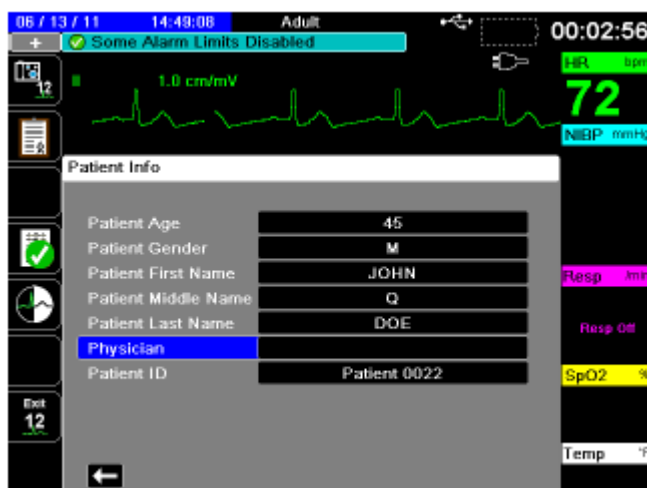 06 / 13 / 11 14:49:08 Adult 00:02:56
Some Alarm Limits Disabled
12
1.0 cm/mV
HR bpm
72
NIBP mmHg
Patient Info
Patient Age 45
Patient Gender M
Patient First Name JOHN
Patient Middle Name Q
Patient Last Name DOE
Physician
Patient ID Patient 0022
Resp /min
Resp Off
SpO2 %
Exit
12
Temp °F